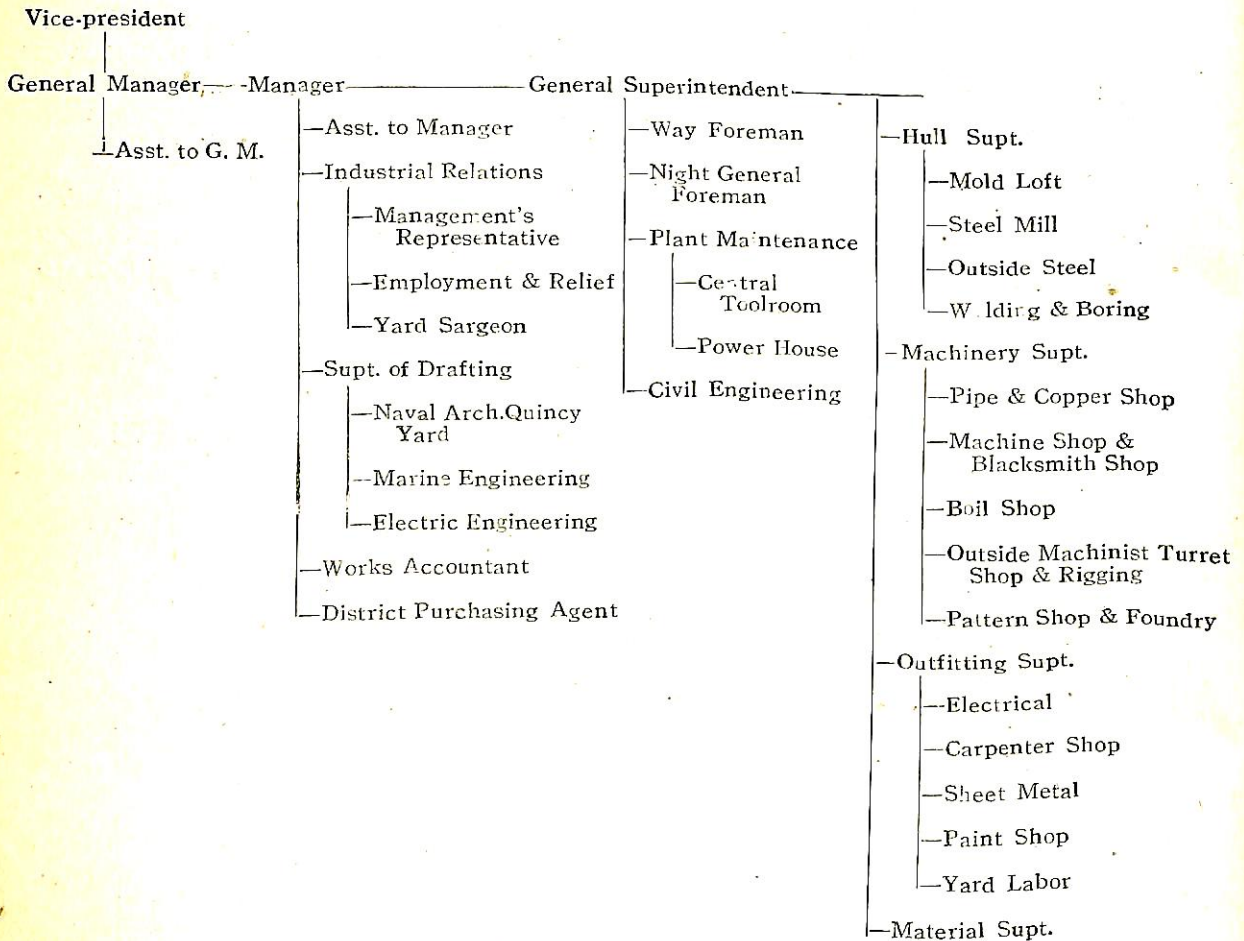 Vice-president
General Manager, Manager General Superintendent
Asst. to G. M.
Asst. to Manager
Industrial Relations
Management's
Representative
Employment & Relief
Yard Sargeon
Supt. of Drafting
Naval Arch.Quincy
Yard
Marine Engineering
Electric Engineering
Works Accountant
District Purchasing Agent
Way Foreman
Night General
Foreman
Plant Maintenance
Central
Toolroom
Power House
Civil Engineering
Hull Supt.
Mold Loft
Steel Mill
Outside Steel
Welding & Boring
Machinery Supt.
Pipe & Copper Shop
Machine Shop &
Blacksmith Shop
Boil Shop
Outside Machinist Turret
Shop & Rigging
Pattern Shop & Foundry
Outfitting Supt.
Electrical
Carpenter Shop
Sheet Metal
Paint Shop
Yard Labor
Material Supt.